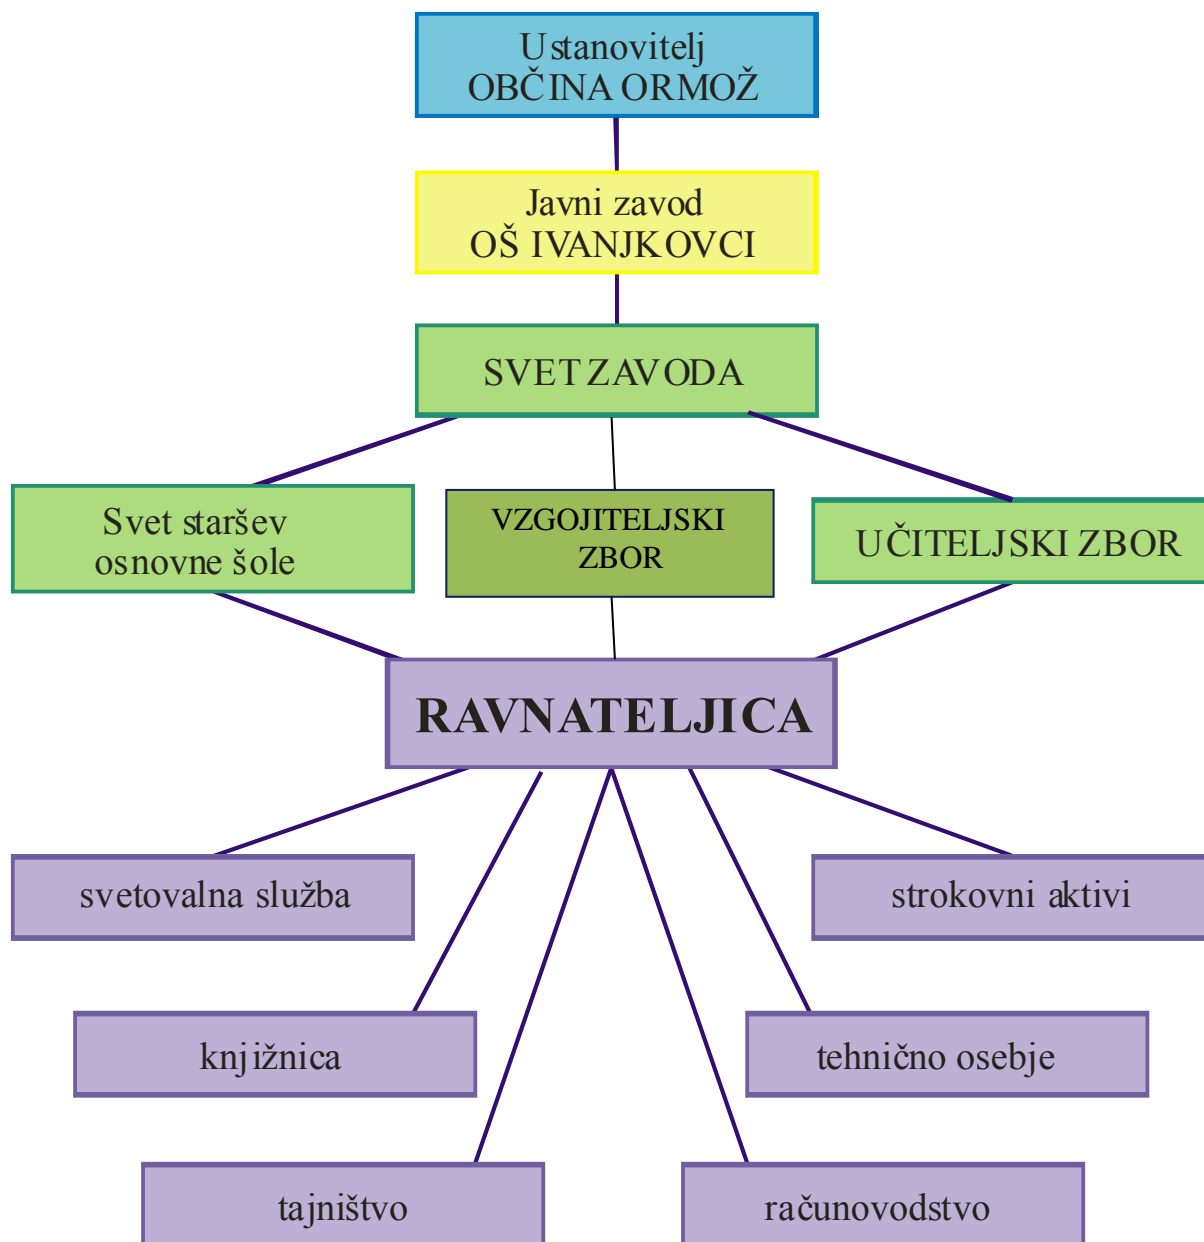 Ustanovitelj
OBČINA ORMOŽ
Javni zavod
OŠ IVANJKOVCI
SVET ZAVODA
Svet staršev
osnovne šole
VZGOJITELJSKI
ZBOR
UČITELJSKI ZBOR
RAVNATELJICA
svetovalna služba
strokovni aktivi
knjižnica
tehnično osebje
tajništvo
računovodstvo